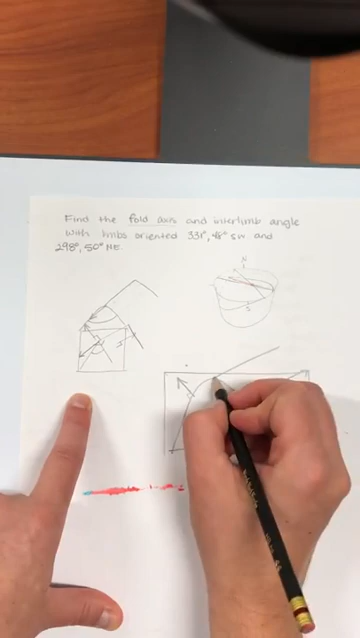 Find the fold axis and interlimb angle
with limbs oriented 331°, 48° SW and
298°, 50° NE.
N
S